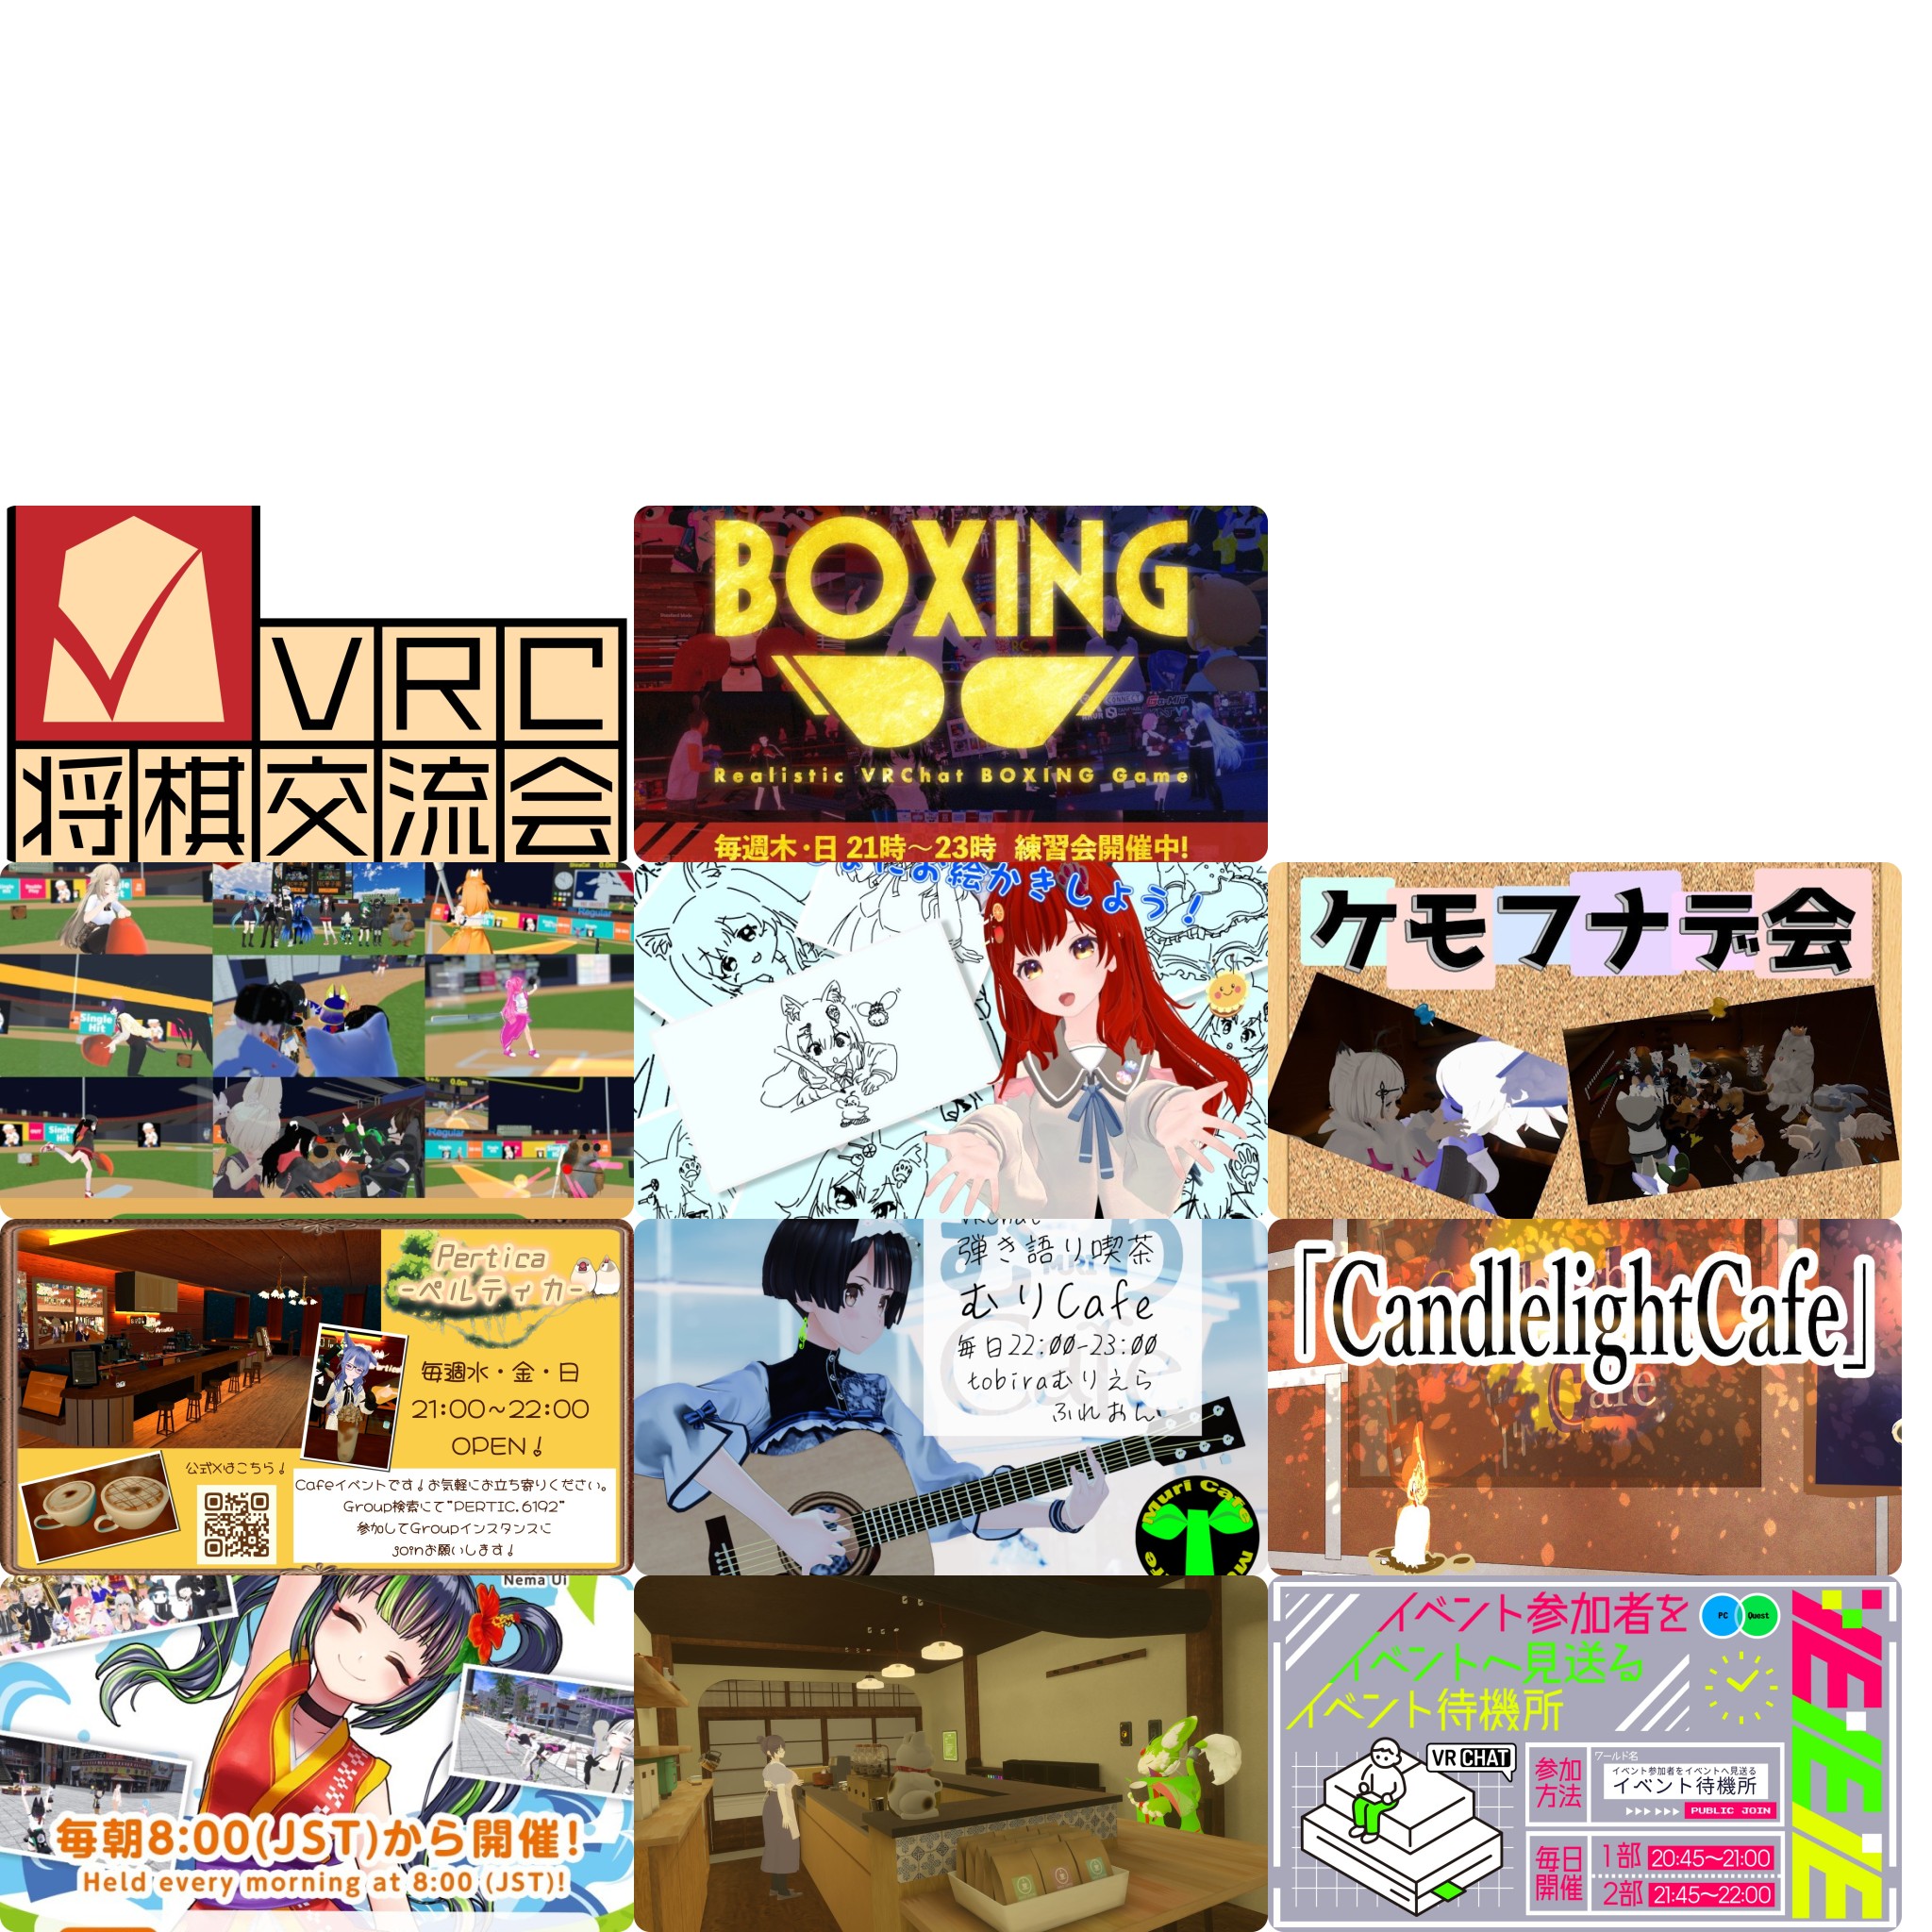 VRC
将棋交流会
BOXING
Realistic VRChat BOXING Game
毎週木・日 21時〜23時 練習会開催中!
Single Hit
Regular
Single Hit
Single Hit
Regular
お絵かきしよう!
ケモフナデ会
Pertica
-ペルティカ-
毎週水・金・日
21:00~22:00
OPEN!
公式Xはこちら!
Cafeイベントです!お気軽にお立ち寄りください。
Group検索にて"PERTIC.6192"
参加してGroupインスタンスに
joinお願いします!
VRChat
弾き語り喫茶
むりCafe
毎日22:00-23:00
tobiraむりえら
ふれおん
Muri Cafe
「CandlelightCafe」
Cafe
Nema Ui
毎朝8:00(JST)から開催!
Held every morning at 8:00 (JST)!
イベント参加者を
イベントへ見送る
イベント待機所
PC
Quest
VRCHAT
参加方法
ワールド名
イベント参加者をイベントへ見送る
イベント待機所
PUBLIC JOIN
毎日開催
1部 20:45〜21:00
2部 21:45〜22:00